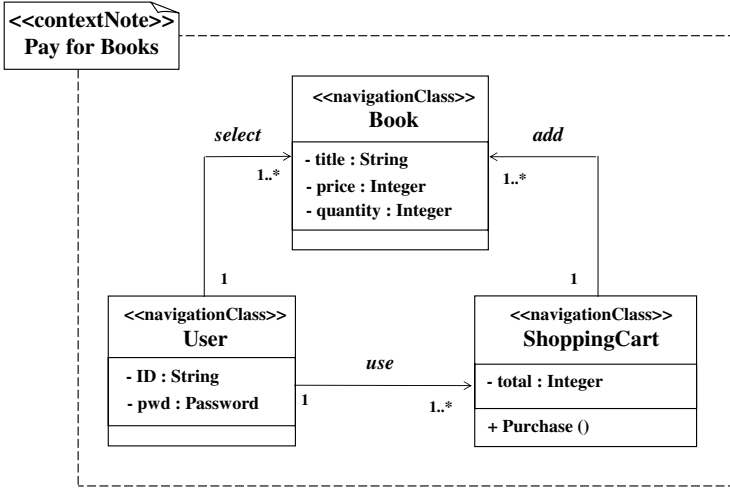 <<contextNote>>
Pay for Books
<<navigationClass>>
Book
- title : String
- price : Integer
- quantity : Integer
select
1..*
1
add
1..*
1
<<navigationClass>>
User
- ID : String
- pwd : Password
use
1
1..*
<<navigationClass>>
ShoppingCart
- total : Integer
+ Purchase ()